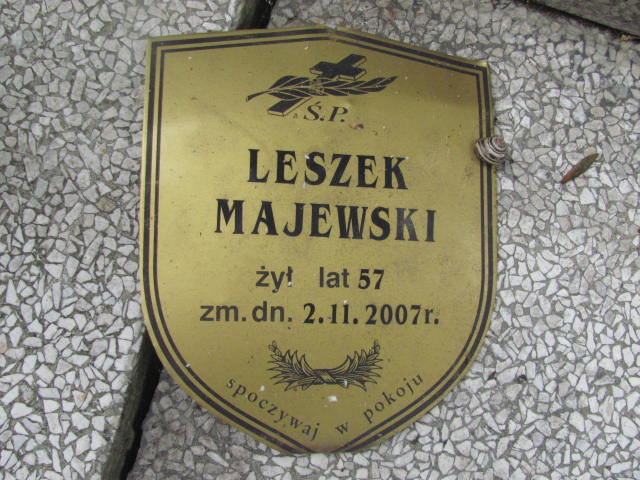 Ś.P.
LESZEK
MAJEWSKI
żył lat 57
zm. dn. 2.11.2007r.
spoczywaj w pokoju